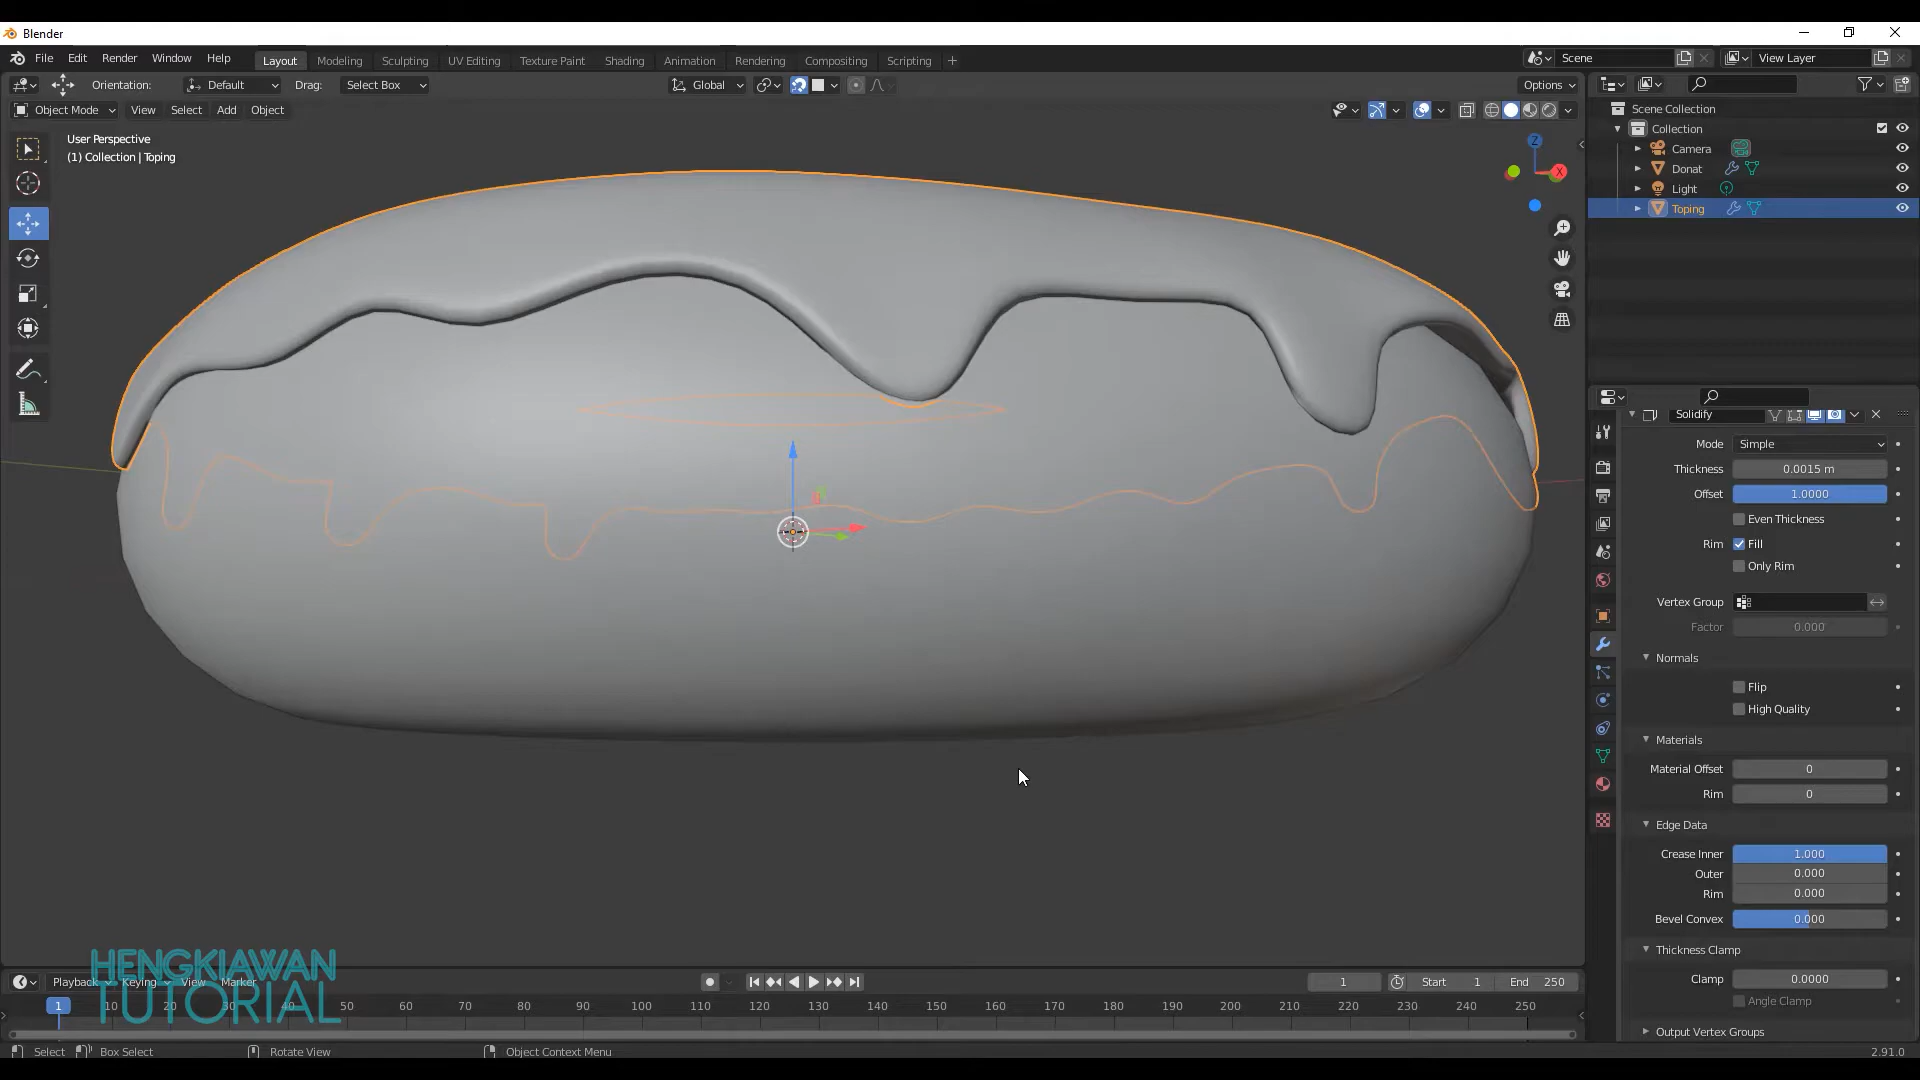 Blender
File Edit Render Window Help Layout Modeling Sculpting UV Editing Texture Paint Shading Animation Rendering Compositing Scripting + Scene View Layer
Orientation: Default Drag: Select Box Global Options
Object Mode View Select Add Object
User Perspective
(1) Collection | Toping
Z
X
Scene Collection
Collection
Camera
Donat
Light
Toping
Solidify
Mode Simple
Thickness 0.0015 m
Offset 1.0000
Even Thickness
Rim Fill
Only Rim
Vertex Group
Factor 0.000
Normals
Flip
High Quality
Materials
Material Offset 0
Rim 0
Edge Data
Crease Inner 1.000
Outer 0.000
Rim 0.000
Bevel Convex 0.000
Thickness Clamp
Clamp 0.0000
Angle Clamp
Output Vertex Groups
HENGKIAWAN
TUTORIAL
Playback Keying View Marker 1 Start 1 End 250
1 10 20 30 40 50 60 70 80 90 100 110 120 130 140 150 160 170 180 190 200 210 220 230 240 250
Select Box Select Rotate View Object Context Menu 2.91.0